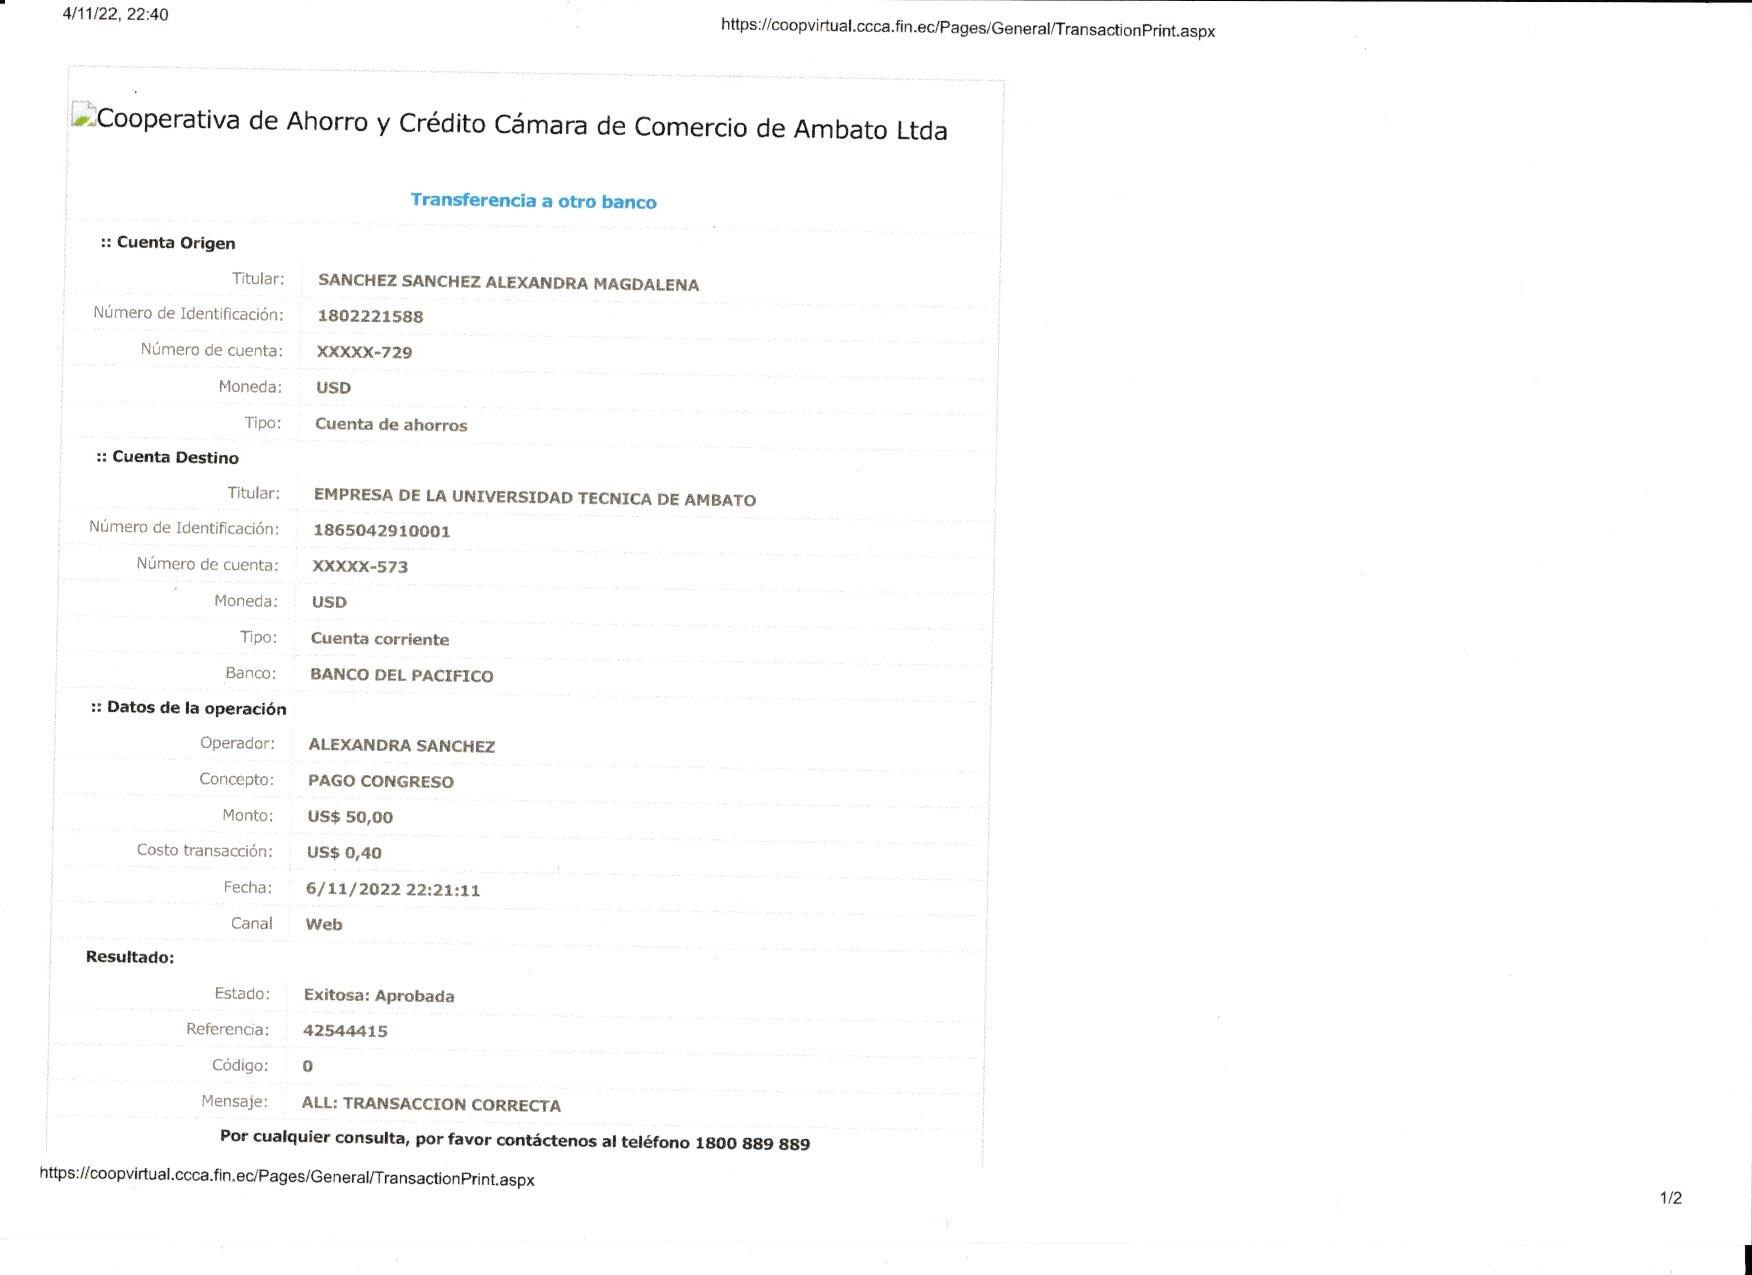 4/11/22, 22:40
https://coopvirtual.ccca.fin.ec/Pages/General/TransactionPrint.aspx
Cooperativa de Ahorro y Crédito Cámara de Comercio de Ambato Ltda
Transferencia a otro banco
:: Cuenta Origen
Titular: SANCHEZ SANCHEZ ALEXANDRA MAGDALENA
Número de Identificación: 1802221588
Número de cuenta: XXXXX-729
Moneda: USD
Tipo: Cuenta de ahorros
:: Cuenta Destino
Titular: EMPRESA DE LA UNIVERSIDAD TECNICA DE AMBATO
Número de Identificación: 1865042910001
Número de cuenta: XXXXX-573
Moneda: USD
Tipo: Cuenta corriente
Banco: BANCO DEL PACIFICO
:: Datos de la operación
Operador: ALEXANDRA SANCHEZ
Concepto: PAGO CONGRESO
Monto: US$ 50,00
Costo transacción: US$ 0,40
Fecha: 6/11/2022 22:21:11
Canal Web
Resultado:
Estado: Exitosa: Aprobada
Referencia: 42544415
Código: 0
Mensaje: ALL: TRANSACCION CORRECTA
Por cualquier consulta, por favor contáctenos al teléfono 1800 889 889
https://coopvirtual.ccca.fin.ec/Pages/General/TransactionPrint.aspx
1/2